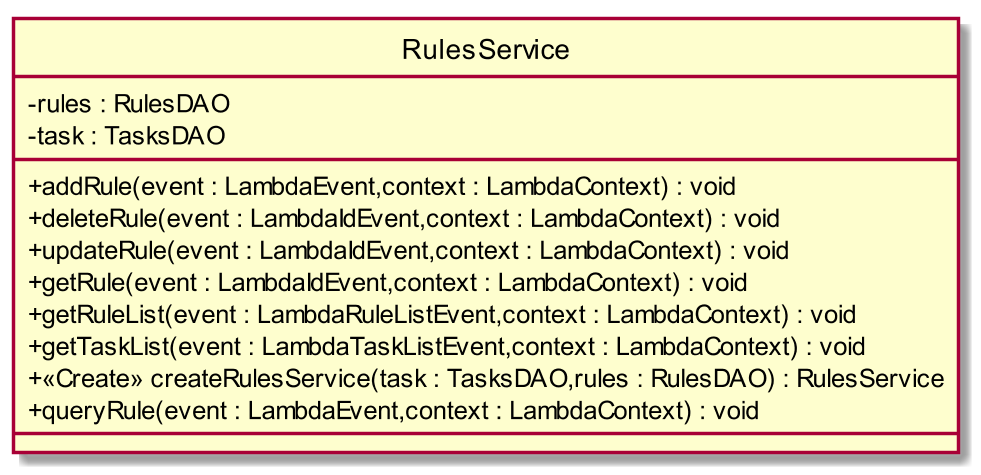 RulesService
-rules : RulesDAO
-task : TasksDAO
+addRule(event : LambdaEvent,context : LambdaContext) : void
+deleteRule(event : LambdaIdEvent,context : LambdaContext) : void
+updateRule(event : LambdaIdEvent,context : LambdaContext) : void
+getRule(event : LambdaIdEvent,context : LambdaContext) : void
+getRuleList(event : LambdaRuleListEvent,context : LambdaContext) : void
+getTaskList(event : LambdaTaskListEvent,context : LambdaContext) : void
+«Create» createRulesService(task : TasksDAO,rules : RulesDAO) : RulesService
+queryRule(event : LambdaEvent,context : LambdaContext) : void